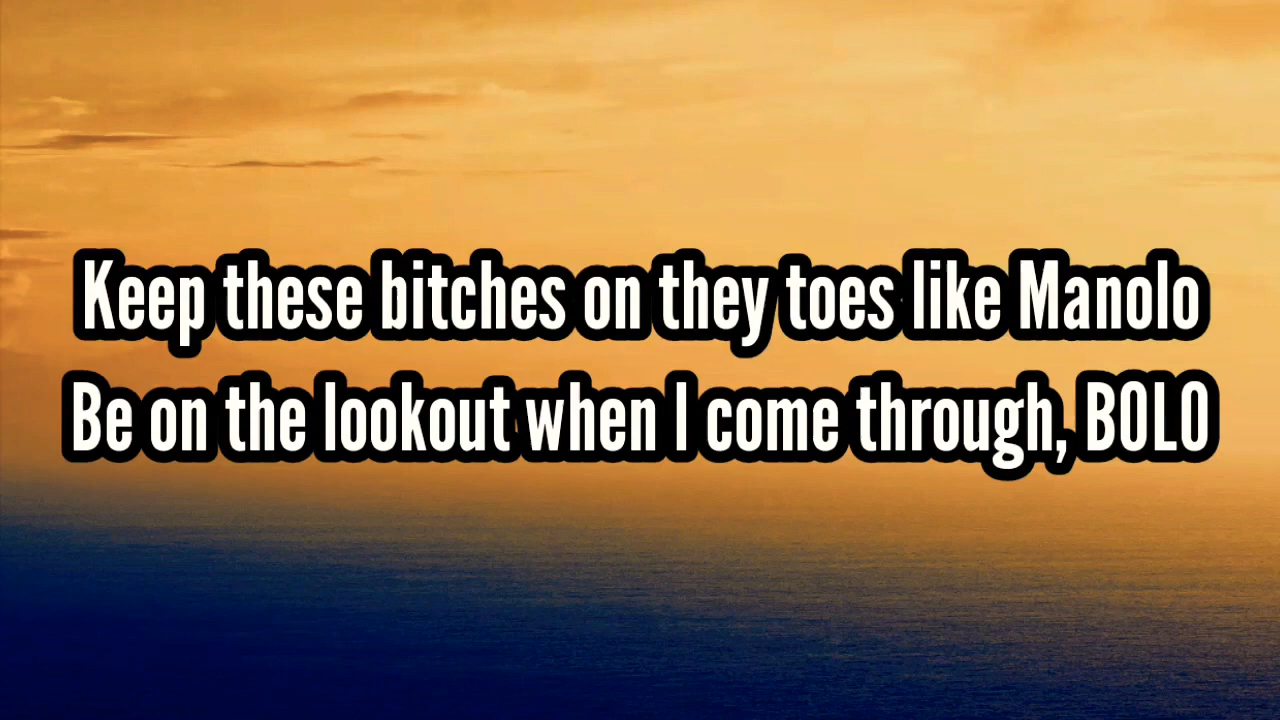 Keep these bitches on they toes like Manolo
Be on the lookout when I come through, BOLO